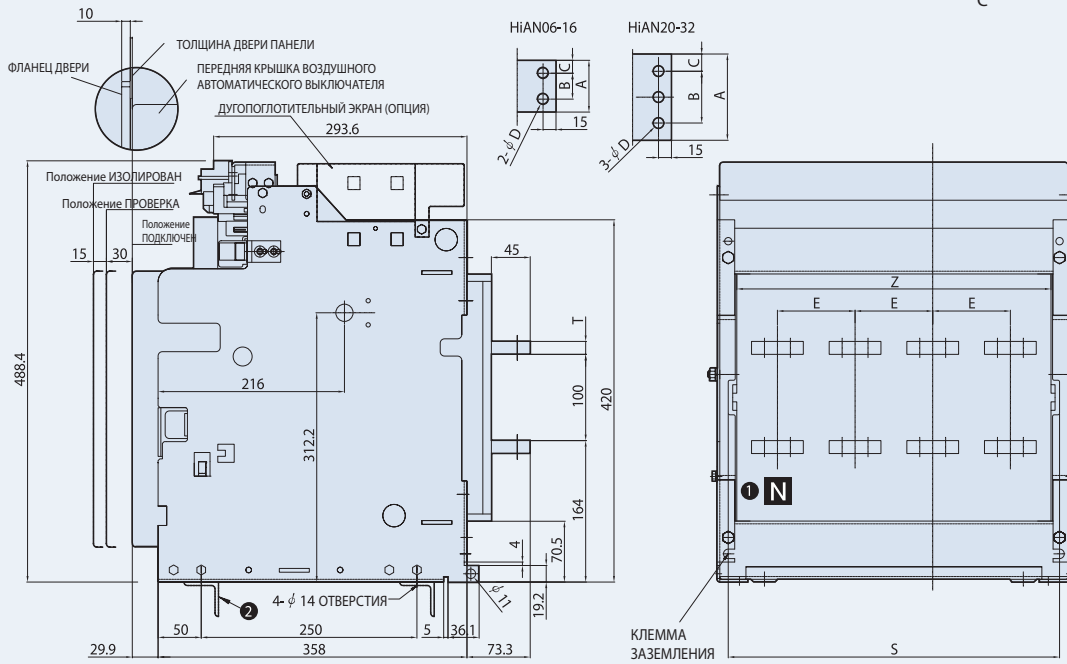 C
10
ТОЛЩИНА ДВЕРИ ПАНЕЛИ
ФЛАНЕЦ ДВЕРИ
ПЕРЕДНЯЯ КРЫШКА ВОЗДУШНОГО
АВТОМАТИЧЕСКОГО ВЫКЛЮЧАТЕЛЯ
ДУГОПОГЛОТИТЕЛЬНЫЙ ЭКРАН (ОПЦИЯ)
293.6
HiAN06-16
C
B
A
15
2-ϕ D
HiAN20-32
C
B
A
15
3-ϕ D
Положение ИЗОЛИРОВАН
Положение ПРОВЕРКА
Положение
ПОДКЛЮЧЕН
15
30
45
T
488.4
216
312.2
100
420
164
70.5
4
19.2
ϕ 11
2
4- ϕ 14 ОТВЕРСТИЯ
50
250
5
36.1
29.9
358
73.3
Z
E
E
E
1 N
КЛЕММА
ЗАЗЕМЛЕНИЯ
S